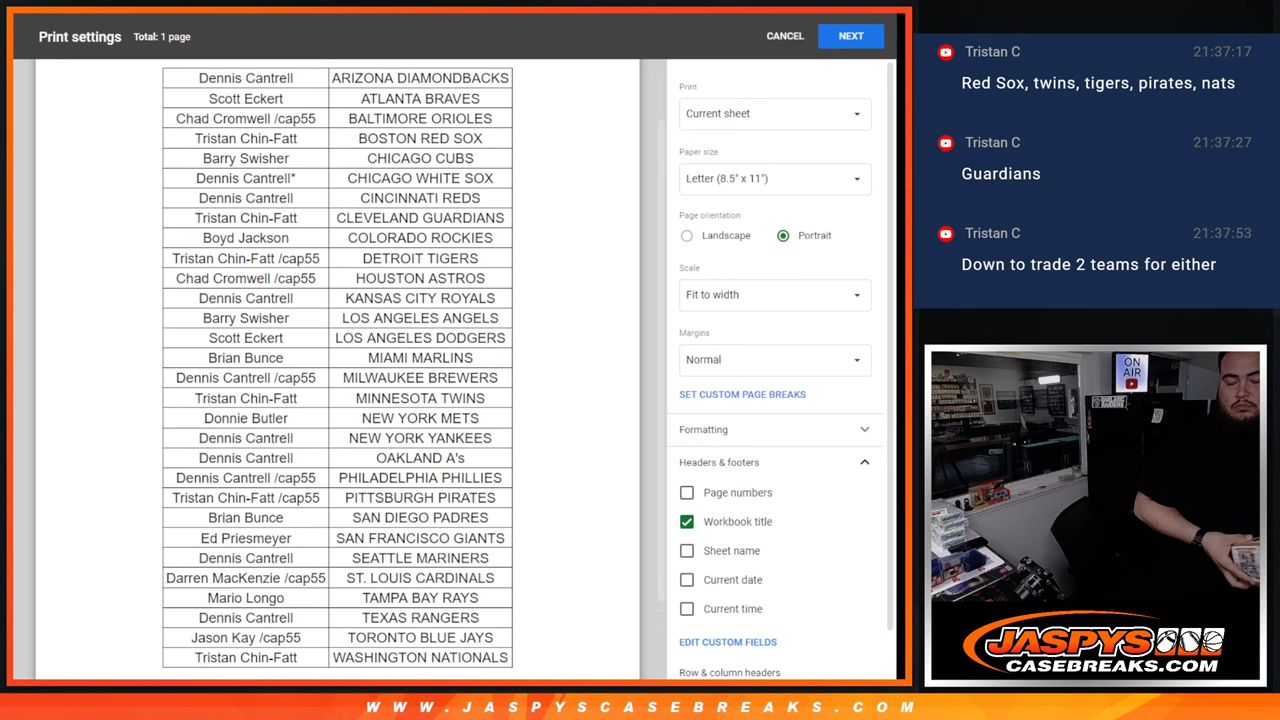 Print settings Total: 1 page CANCEL NEXT
Dennis Cantrell ARIZONA DIAMONDBACKS
Scott Eckert ATLANTA BRAVES
Chad Cromwell /cap55 BALTIMORE ORIOLES
Tristan Chin-Fatt BOSTON RED SOX
Barry Swisher CHICAGO CUBS
Dennis Cantrell* CHICAGO WHITE SOX
Dennis Cantrell CINCINNATI REDS
Tristan Chin-Fatt CLEVELAND GUARDIANS
Boyd Jackson COLORADO ROCKIES
Tristan Chin-Fatt /cap55 DETROIT TIGERS
Chad Cromwell /cap55 HOUSTON ASTROS
Dennis Cantrell KANSAS CITY ROYALS
Barry Swisher LOS ANGELES ANGELS
Scott Eckert LOS ANGELES DODGERS
Brian Bunce MIAMI MARLINS
Dennis Cantrell /cap55 MILWAUKEE BREWERS
Tristan Chin-Fatt MINNESOTA TWINS
Donnie Butler NEW YORK METS
Dennis Cantrell NEW YORK YANKEES
Dennis Cantrell OAKLAND A's
Dennis Cantrell /cap55 PHILADELPHIA PHILLIES
Tristan Chin-Fatt /cap55 PITTSBURGH PIRATES
Brian Bunce SAN DIEGO PADRES
Ed Priesmeyer SAN FRANCISCO GIANTS
Dennis Cantrell SEATTLE MARINERS
Darren MacKenzie /cap55 ST. LOUIS CARDINALS
Mario Longo TAMPA BAY RAYS
Dennis Cantrell TEXAS RANGERS
Jason Kay /cap55 TORONTO BLUE JAYS
Tristan Chin-Fatt WASHINGTON NATIONALS
Print
Current sheet
Paper size
Letter (8.5" x 11")
Page orientation
Landscape Portrait
Scale
Fit to width
Margins
Normal
SET CUSTOM PAGE BREAKS
Formatting
Headers & footers
Page numbers
Workbook title
Sheet name
Current date
Current time
EDIT CUSTOM FIELDS
Row & column headers
Tristan C 21:37:17
Red Sox, twins, tigers, pirates, nats
Tristan C 21:37:27
Guardians
Tristan C 21:37:53
Down to trade 2 teams for either
ON
AIR
JASPYS
CASEBREAKS.COM
WWW.JASPYSCASEBREAKS.COM